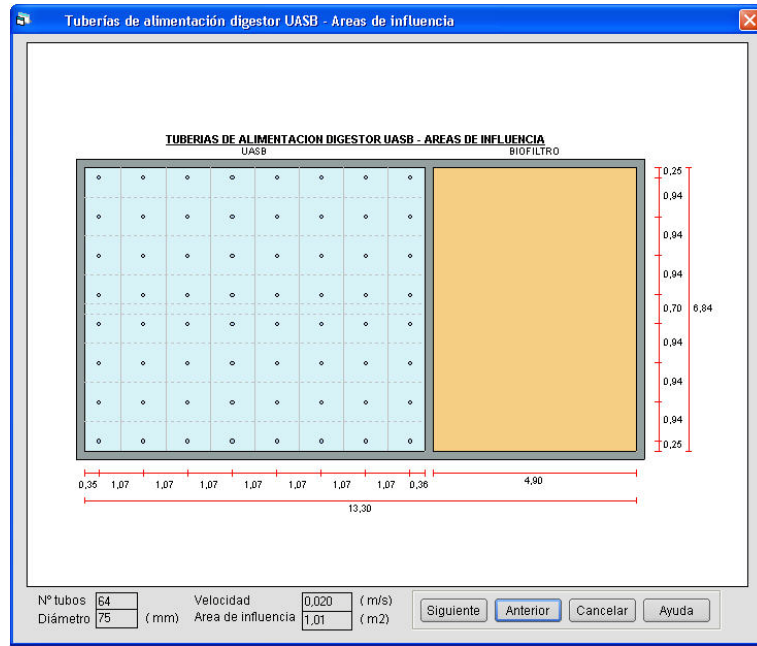 Tuberías de alimentación digestor UASB - Areas de influencia
TUBERIAS DE ALIMENTACION DIGESTOR UASB - AREAS DE INFLUENCIA
UASB
BIOFILTRO
0,25
0,94
0,94
0,94
0,70
6,84
0,94
0,94
0,94
0,25
0,35 1,07 1,07 1,07 1,07 1,07 1,07 1,07 0,36
4,90
13,30
Nº tubos 64
Velocidad 0,020 ( m/s)
Diámetro 75 ( mm)
Area de influencia 1,01 ( m2)
Siguiente Anterior Cancelar Ayuda